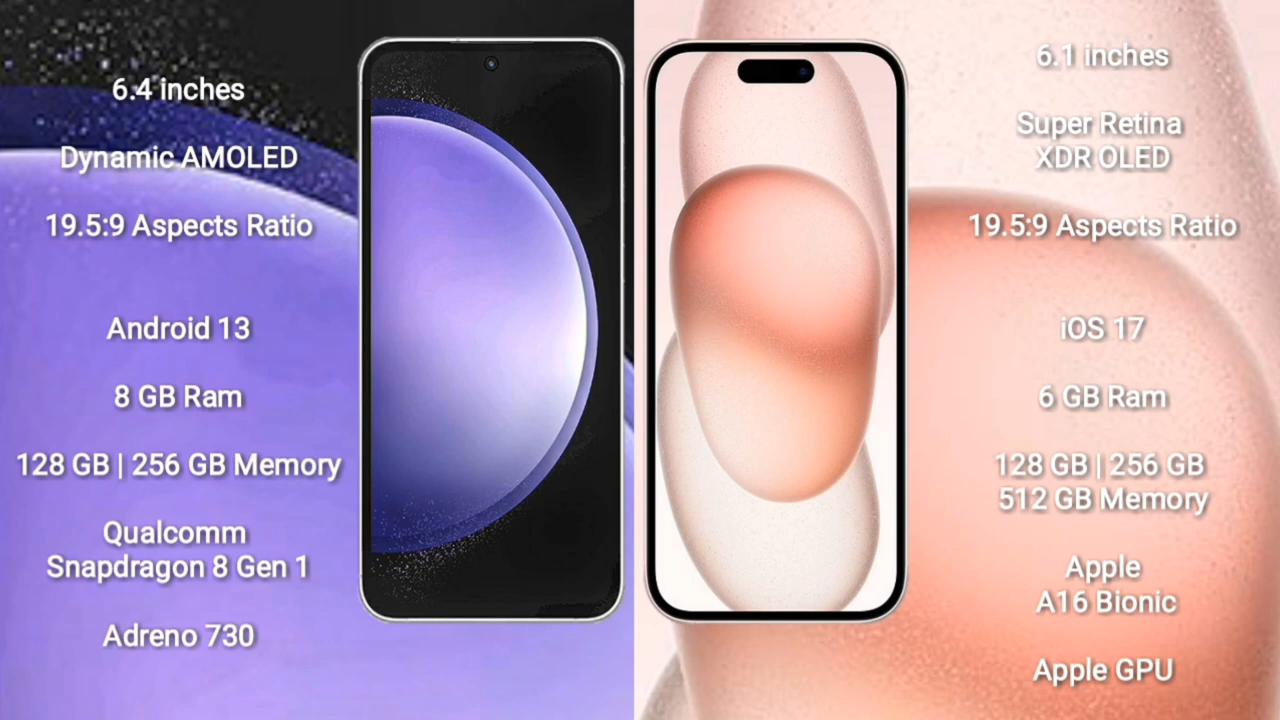 6.4 inches
Dynamic AMOLED
19.5:9 Aspects Ratio
Android 13
8 GB Ram
128 GB | 256 GB Memory
Qualcomm
Snapdragon 8 Gen 1
Adreno 730
6.1 inches
Super Retina
XDR OLED
19.5:9 Aspects Ratio
iOS 17
6 GB Ram
128 GB | 256 GB
512 GB Memory
Apple
A16 Bionic
Apple GPU